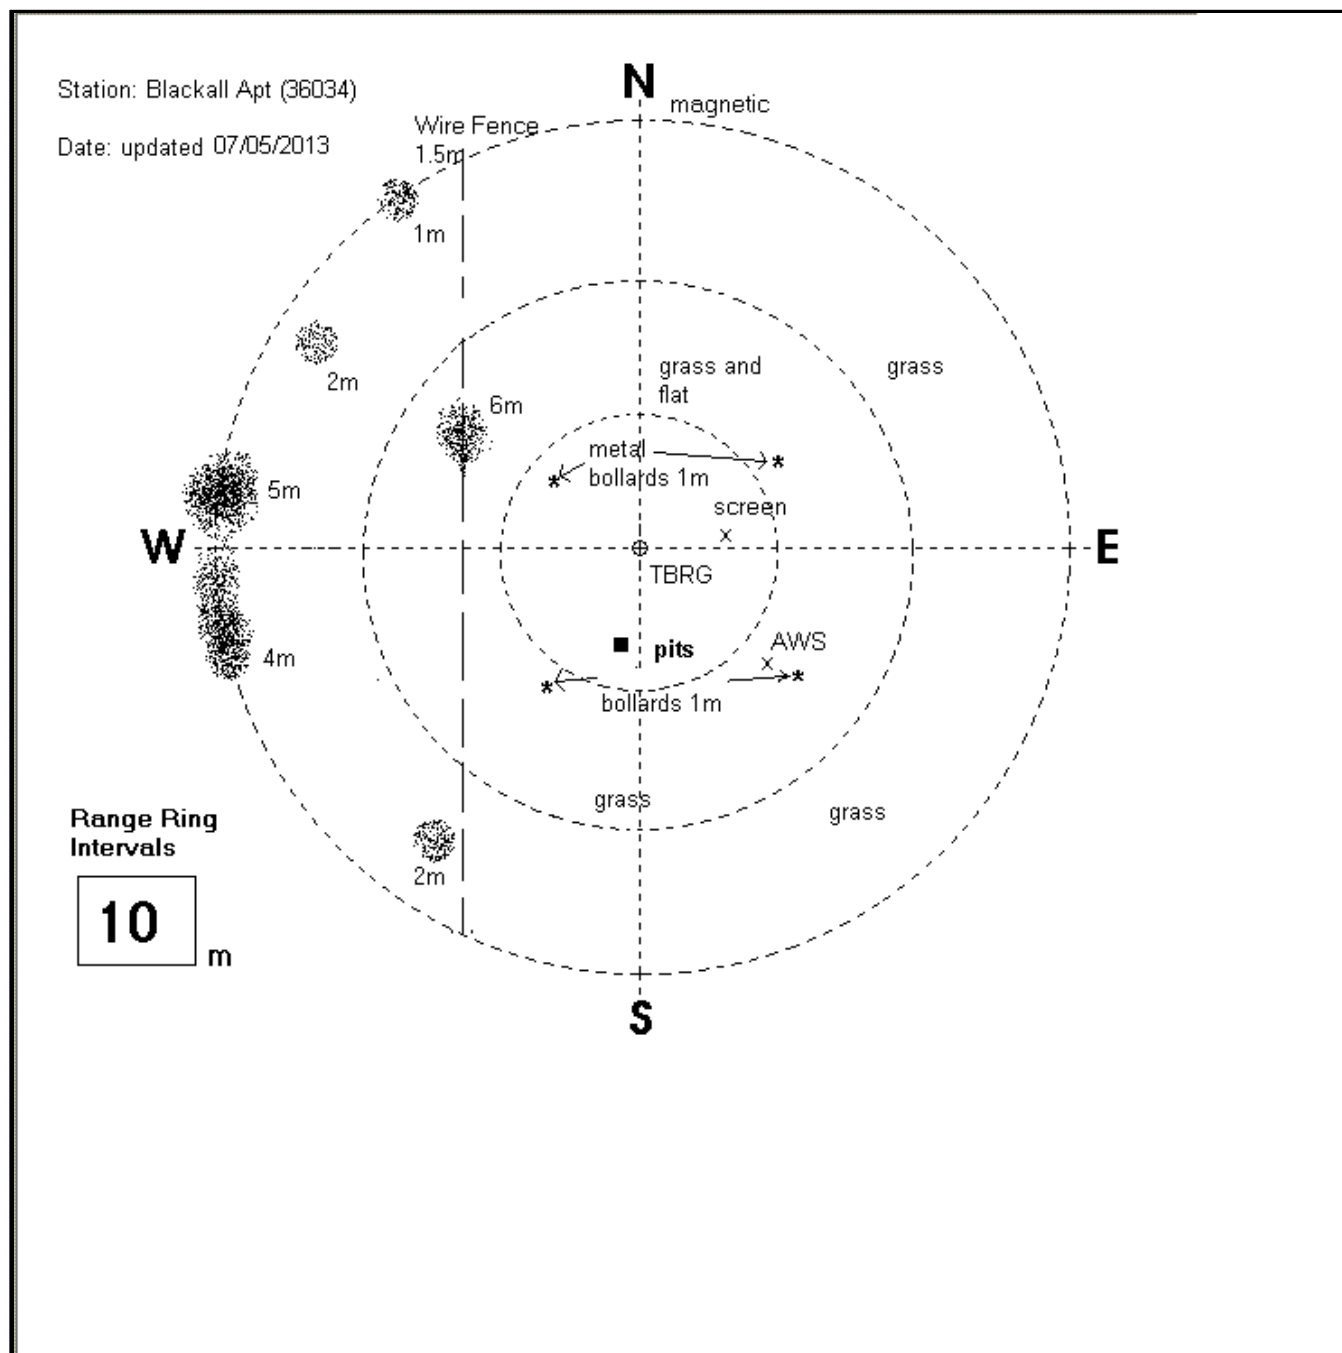 Station: Blackall Apt (36034)
N
magnetic
Date: updated 07/05/2013
Wire Fence
1.5m
1m
2m
grass and
flat
grass
6m
metal
bollards 1m
*
*
5m
screen
x
W
E
TBRG
pits
AWS
x
4m
*
*
bollards 1m
grass
grass
Range Ring
Intervals
2m
10
m
S